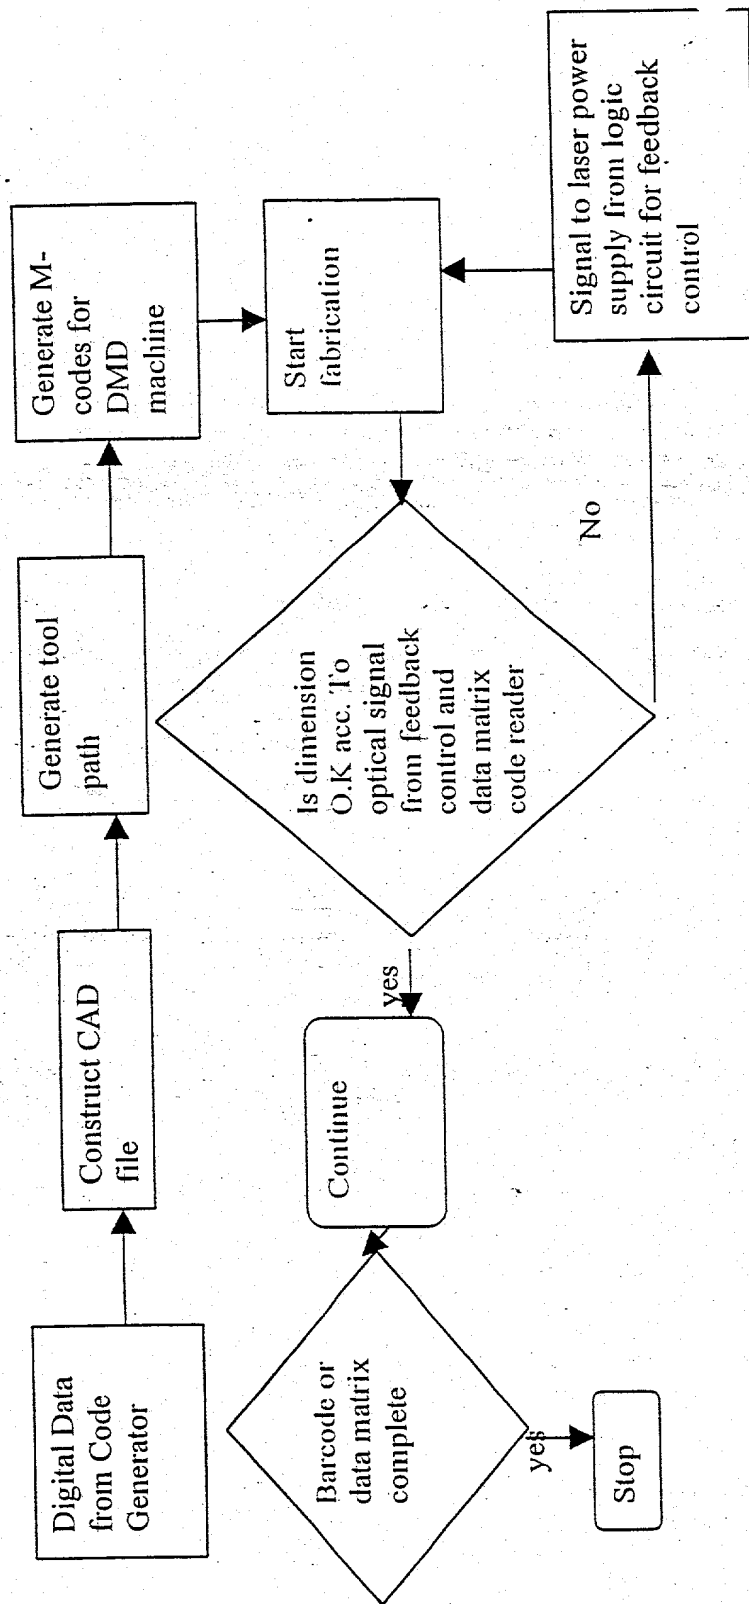 Digital Data
from Code
Generator
Construct CAD
file
Generate tool
path
Generate M-
codes for
DMD
machine
Start
fabrication
Is dimension
O.K acc. To
optical signal
from feedback
control and
data matrix
code reader
No
Signal to laser power
supply from logic
circuit for feedback
control
yes
Continue
Barcode or
data matrix
complete
yes
Stop